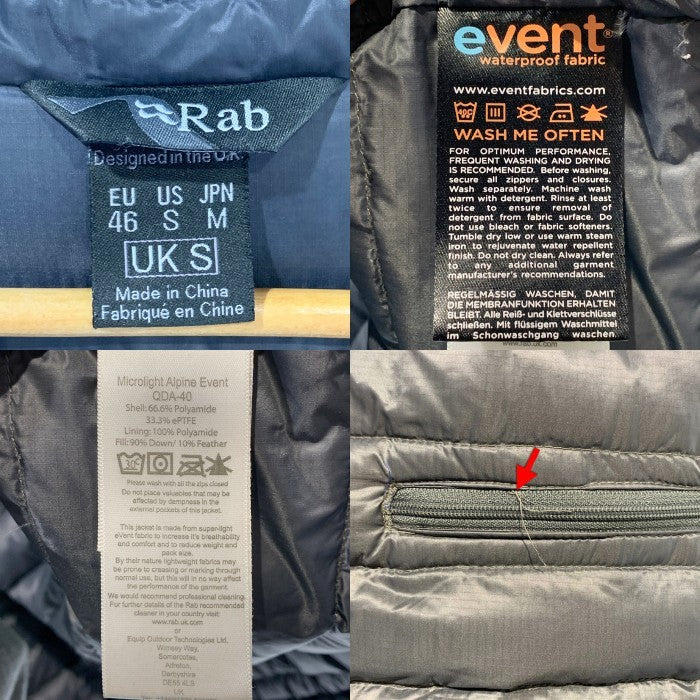 Rab
Designed in the U.K.
EU US JPN
46 S M
UK S
Made in China
Fabriqué en Chine
event®
waterproof fabric
www.eventfabrics.com
WASH ME OFTEN
FOR OPTIMUM PERFORMANCE,
FREQUENT WASHING AND DRYING
IS RECOMMENDED. Before washing,
secure all zippers and closures.
Wash separately. Machine wash
warm with detergent. Rinse at least
twice to ensure removal of
detergent from fabric surface. Do
not use bleach or fabric softeners.
Tumble dry low or use warm steam
iron to rejuvenate water repellent
finish. Do not dry clean. Always refer
to any additional garment
manufacturer's recommendations.
REGELMÄSSIG WASCHEN, DAMIT
DIE MEMBRANFUNKTION ERHALTEN
BLEIBT. Alle Reiß- und Klettverschlüsse
schließen. Mit flüssigem Waschmittel
im Schonwaschgang waschen.
www.rab.uk.com
Microlight Alpine Event
QDA-40
Shell: 66.6% Polyamide
33.3% ePTFE
Lining: 100% Polyamide
Fill: 90% Down/ 10% Feather
30
Please wash with all the zips closed
Do not place valuables that may be
affected by dampness in the
external pockets of this jacket.
This jacket is made from super-light
eVent fabric to increase it's breathability
and comfort and to reduce weight and
pack size.
By their nature lightweight fabrics may
be prone to creasing or marking through
normal use, but this will in no way affect
the performance of the garment.
We would recommend professional cleaning.
For further details of the Rab recommended
cleaner in your country visit:
www.rab.uk.com
or
Equip Outdoor Technologies Ltd.
Wimsey Way,
Somercotes,
Alfreton,
Derbyshire
DE55 4LS
UK